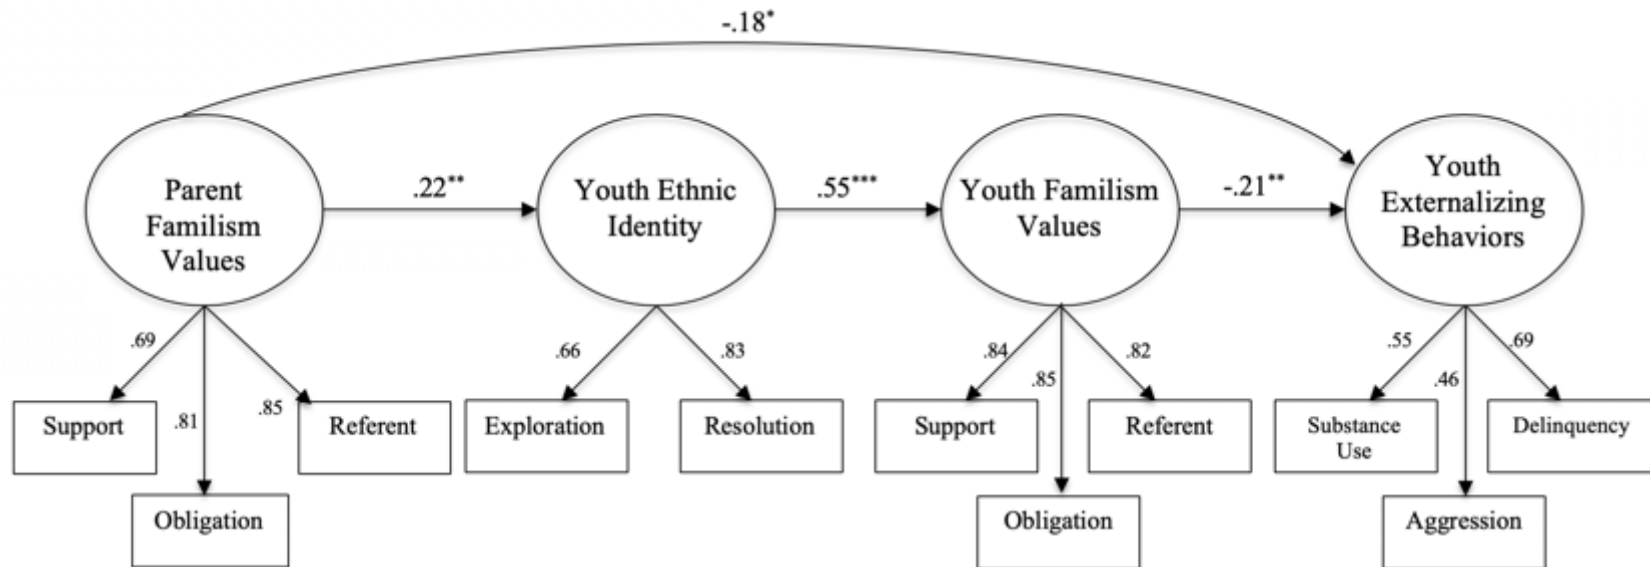 -.18*
Parent
Familism
Values
.22**
Youth Ethnic
Identity
.55***
Youth Familism
Values
-.21**
Youth
Externalizing
Behaviors
.69
.81
.85
.66
.83
.84
.85
.82
.55
.46
.69
Support
Referent
Exploration
Resolution
Support
Referent
Substance
Use
Delinquency
Obligation
Obligation
Aggression